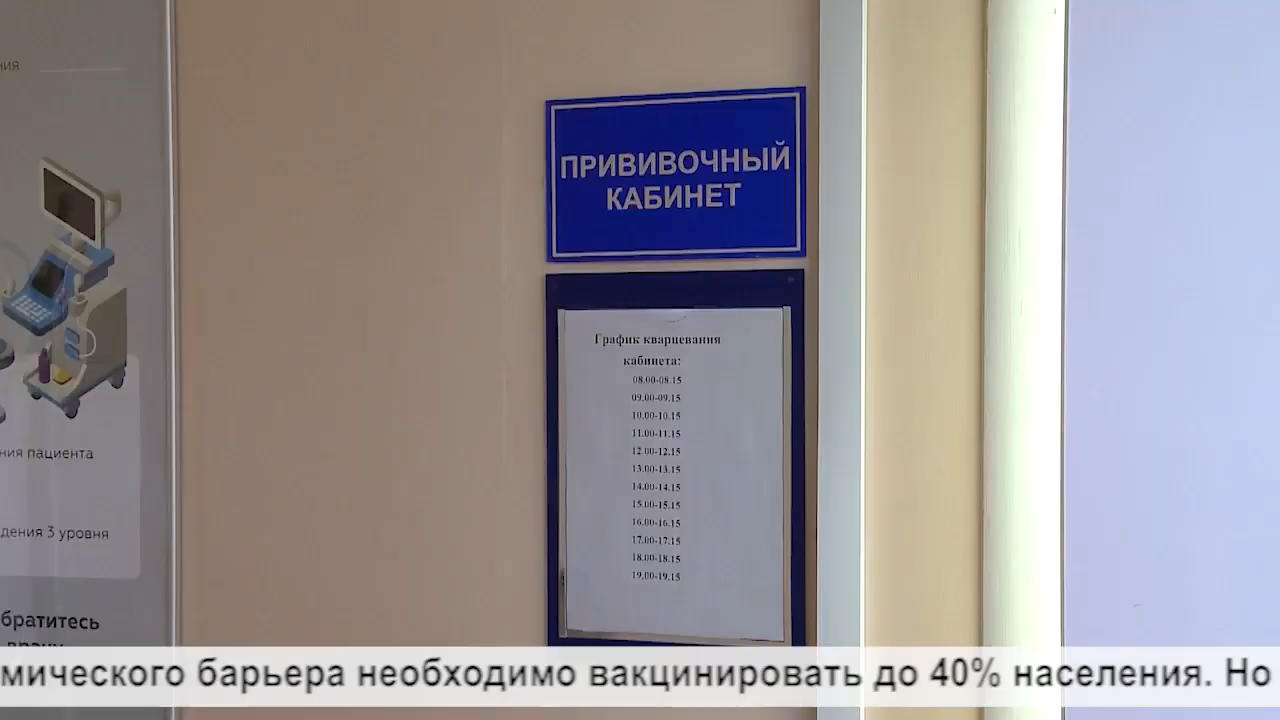 ния
ПРИВИВОЧНЫЙ
КАБИНЕТ
График кварцевания
кабинета:
08.00-08.15
09.00-09.15
10.00-10.15
11.00-11.15
12.00-12.15
13.00-13.15
14.00-14.15
15.00-15.15
16.00-16.15
17.00-17.15
18.00-18.15
19.00-19.15
ния пациента
дения 3 уровня
братитесь
мического барьера необходимо вакцинировать до 40% населения. Но